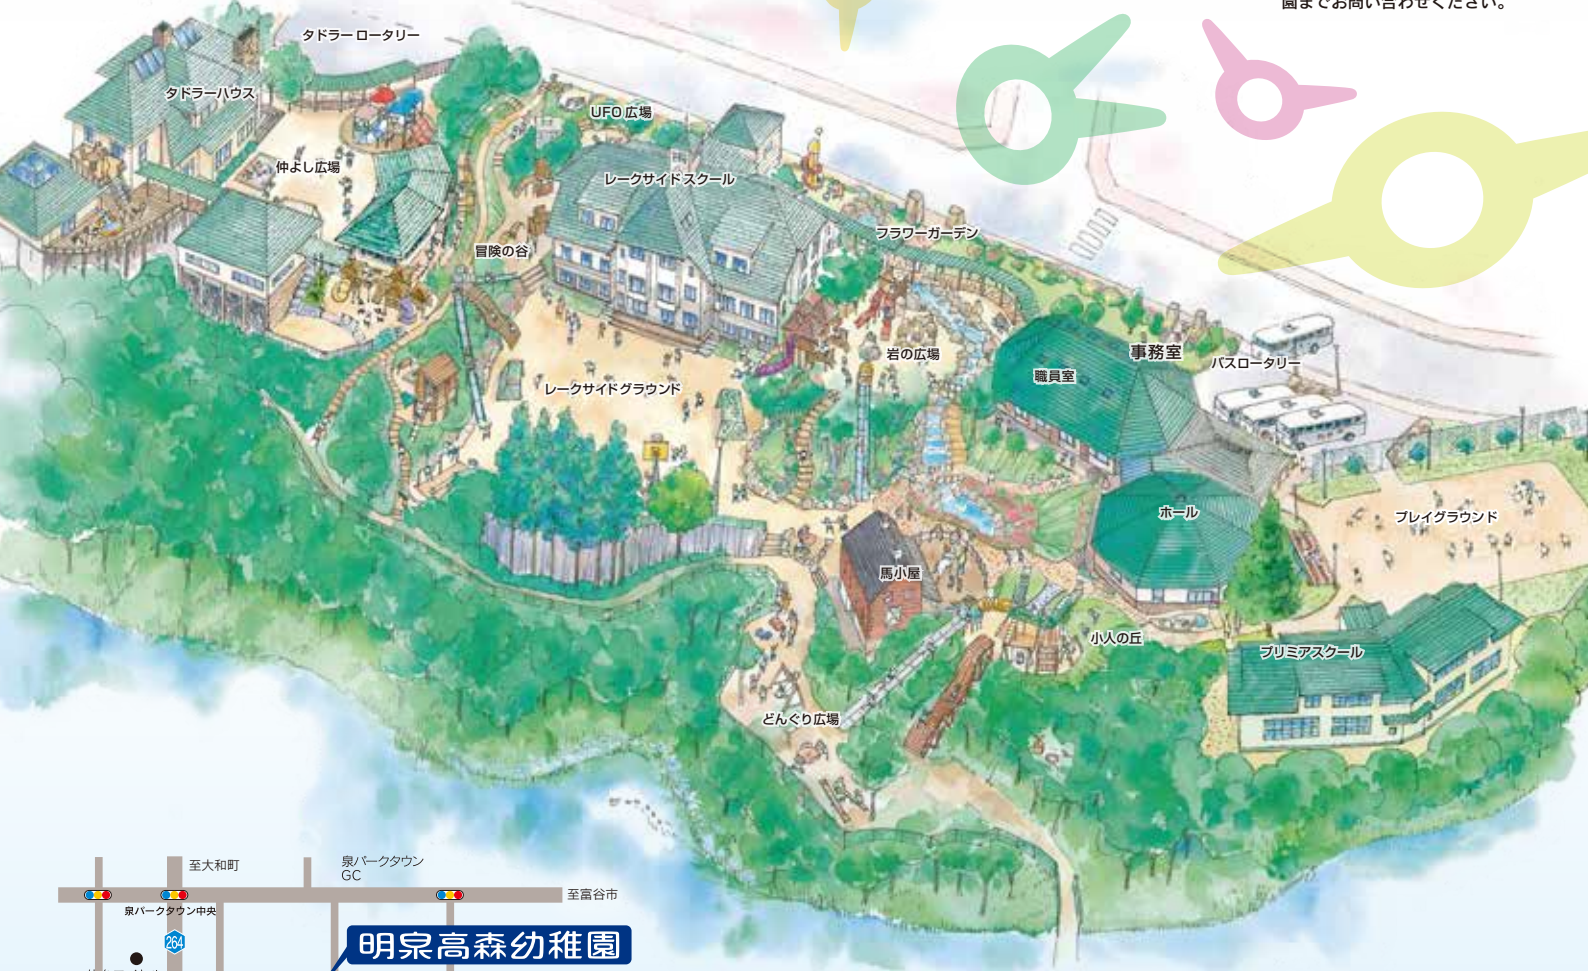 園までお問い合わせください。
タドラーロータリー
タドラーハウス
UFO広場
仲よし広場
レークサイドスクール
フラワーガーデン
冒険の谷
岩の広場
事務室
バスロータリー
職員室
レークサイドグラウンド
ホール
プレイグラウンド
馬小屋
小人の丘
プリミアスクール
どんぐり広場
至大和町
泉パークタウン
GC
至富谷市
泉パークタウン中央
264
明泉高森幼稚園